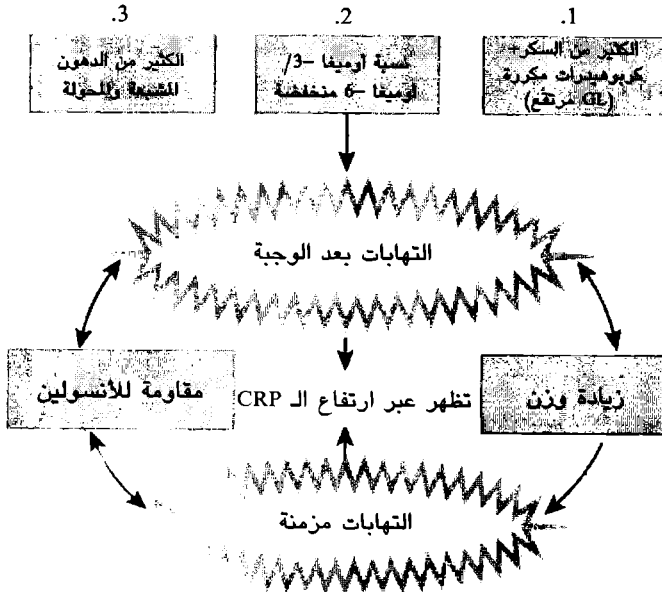 .1
الكثير من السكر+
كربوهيدرات مكررة
(GL مرتفع)
.2
نسبة أوميغا –3/
أوميغا –6 منخفضة
.3
الكثير من الدهون
المشبعة والمحولة
التهابات بعد الوجبة
زيادة وزن
تظهر عبر ارتفاع الـ CRP
مقاومة للأنسولين
التهابات مزمنة